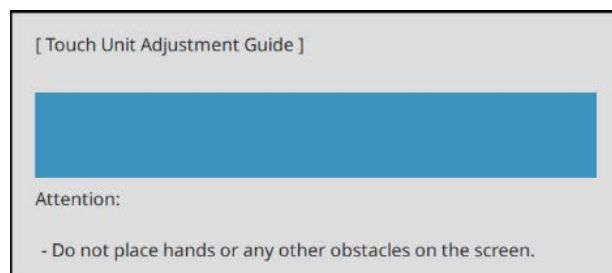 [ Touch Unit Adjustment Guide ]
Attention:
- Do not place hands or any other obstacles on the screen.